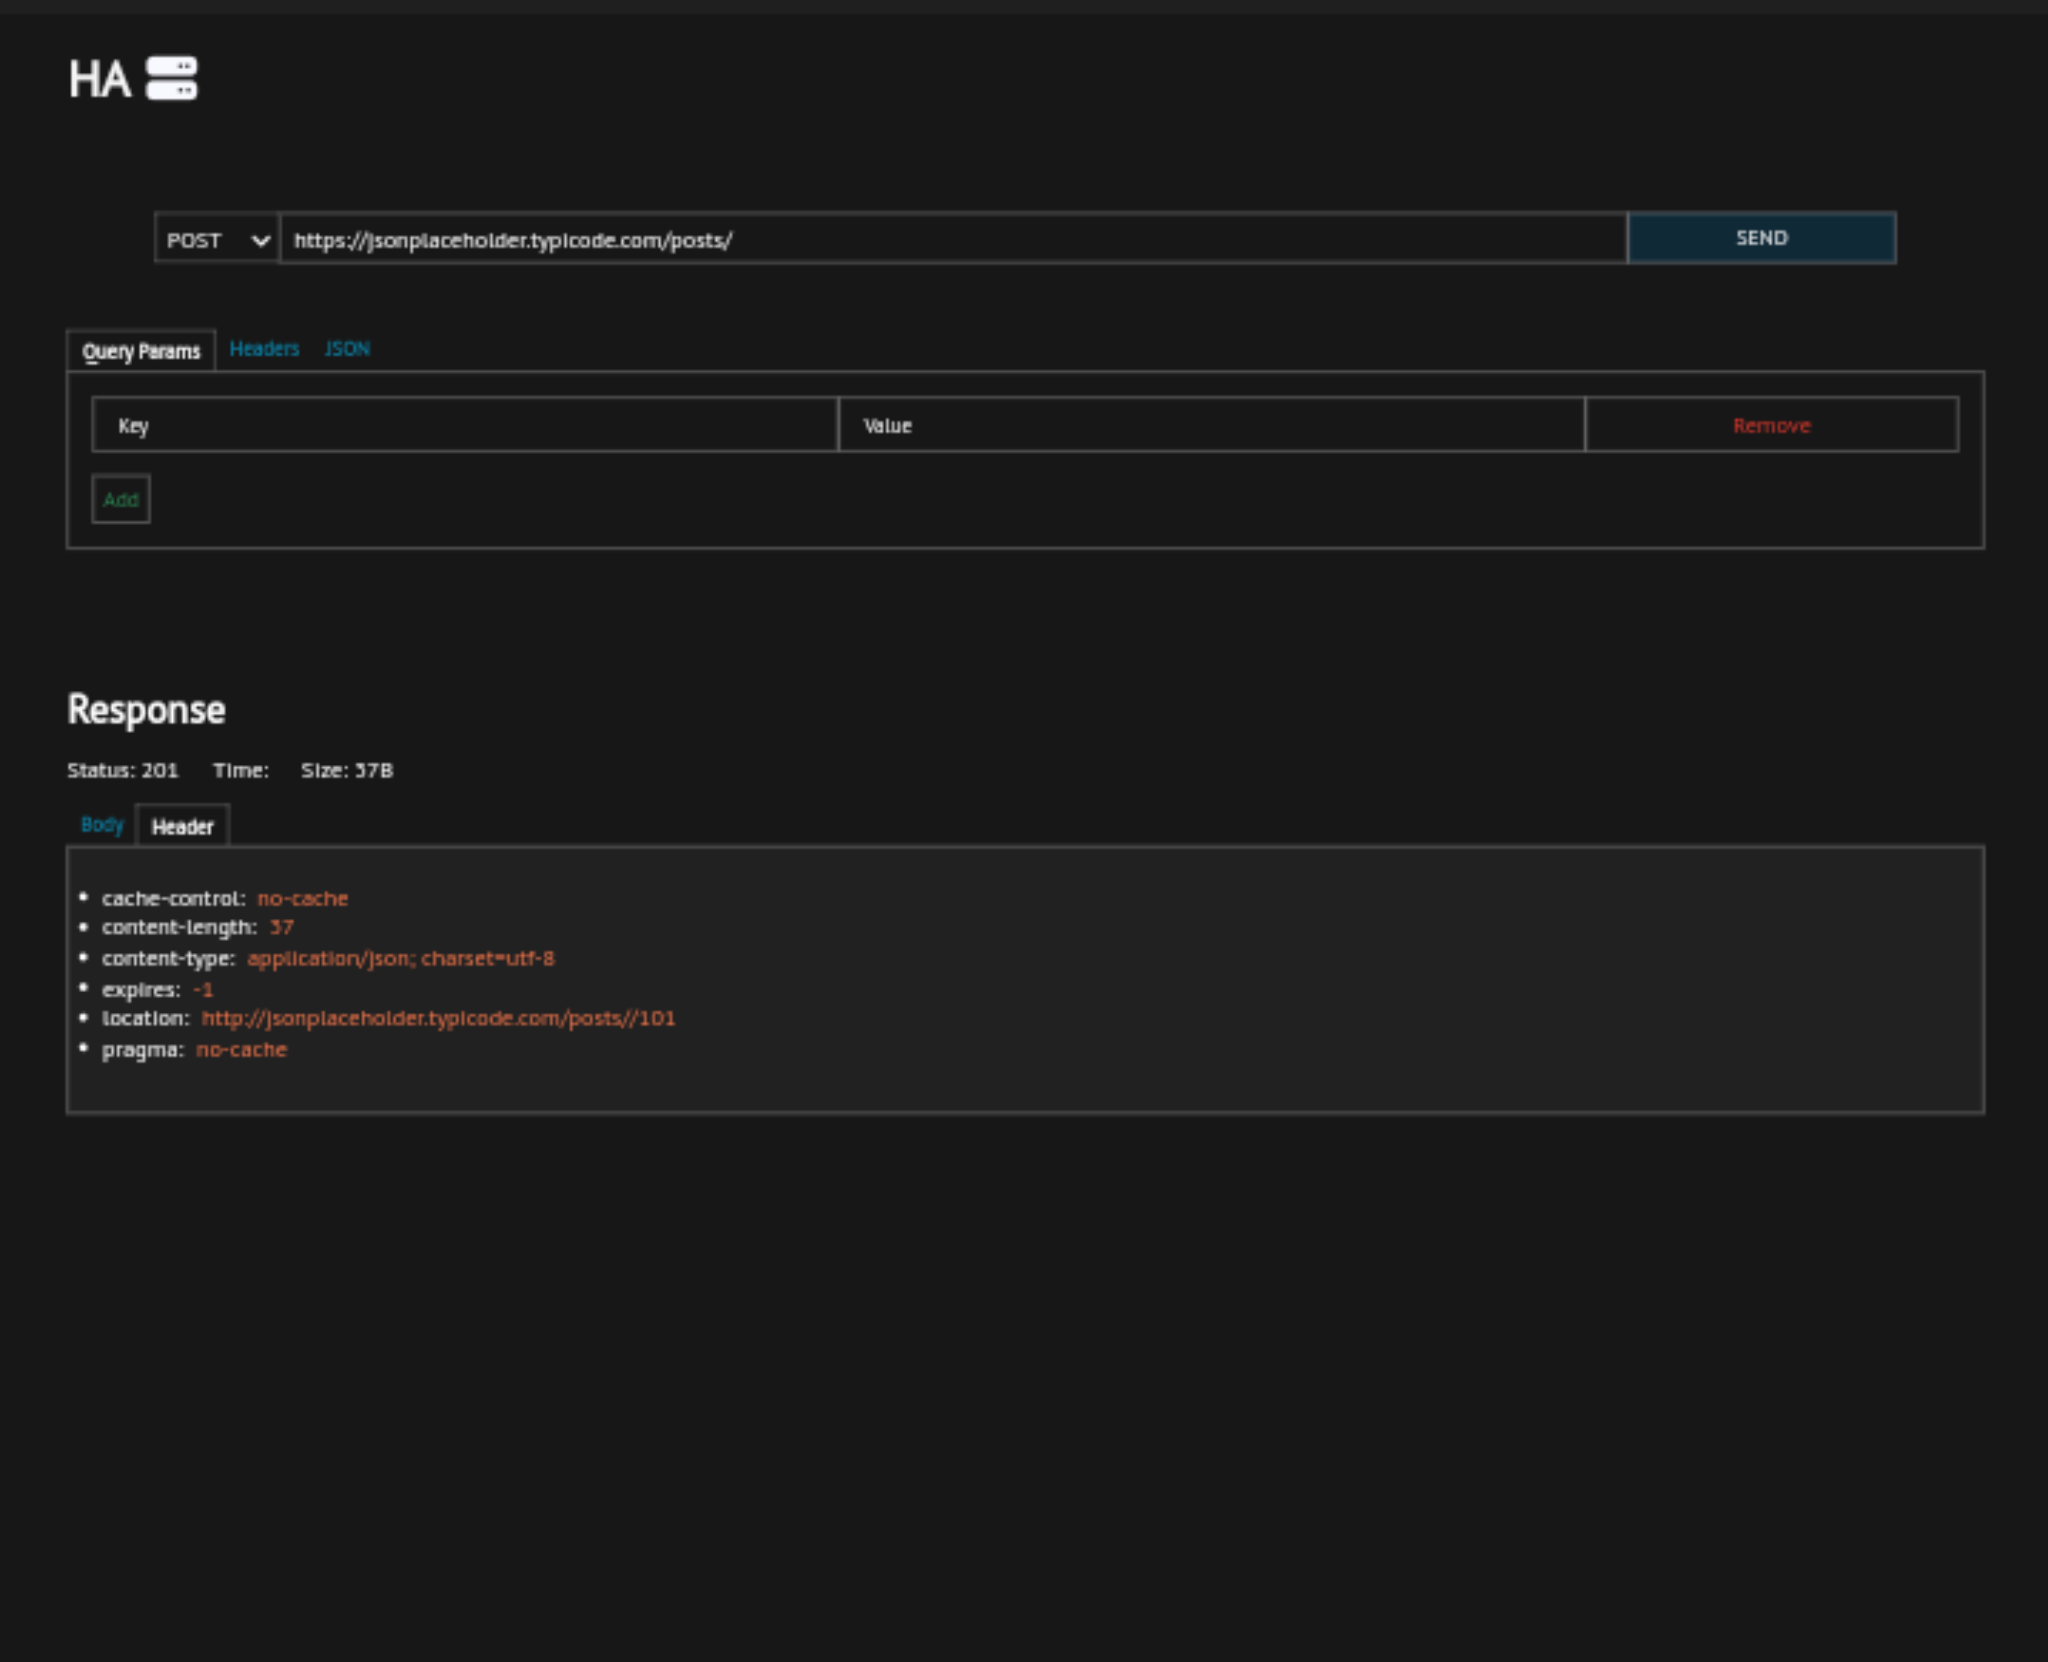 HA
POST https://jsonplaceholder.typicode.com/posts/ SEND
Query Params Headers JSON
Key Value Remove
Add
Response
Status: 201 Time: Size: 37B
Body Header
• cache-control: no-cache
• content-length: 37
• content-type: application/json; charset=utf-8
• expires: -1
• location: http://jsonplaceholder.typicode.com/posts//101
• pragma: no-cache